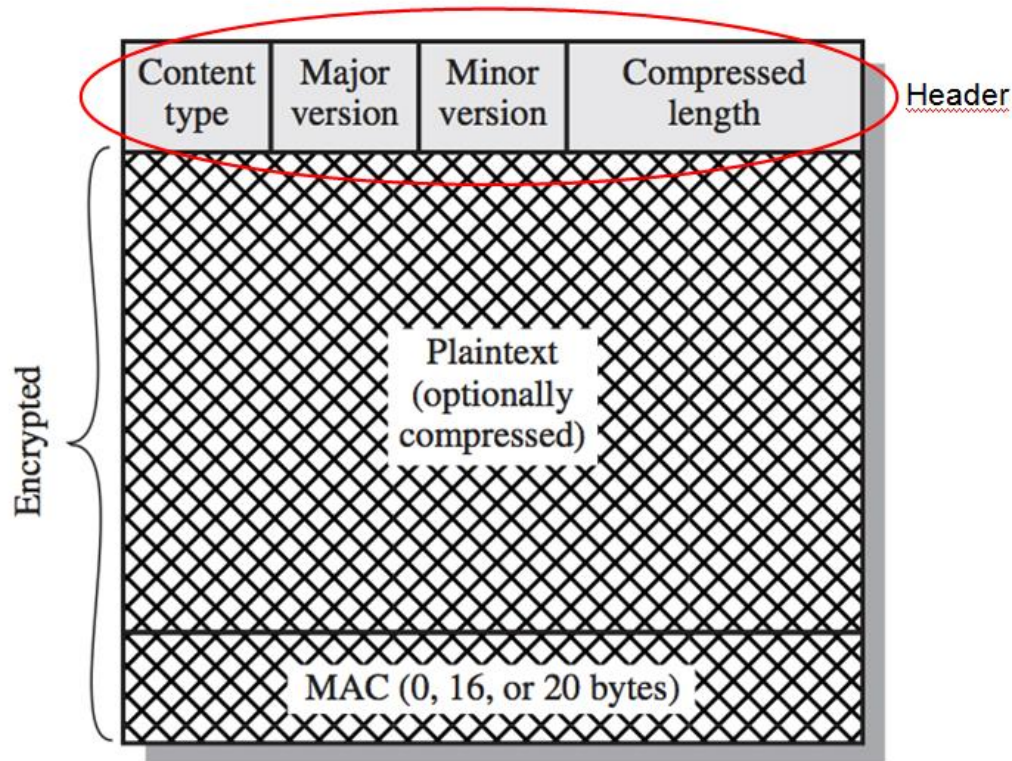 Content type
Major version
Minor version
Compressed length
Header
Encrypted
Plaintext
(optionally
compressed)
MAC (0, 16, or 20 bytes)